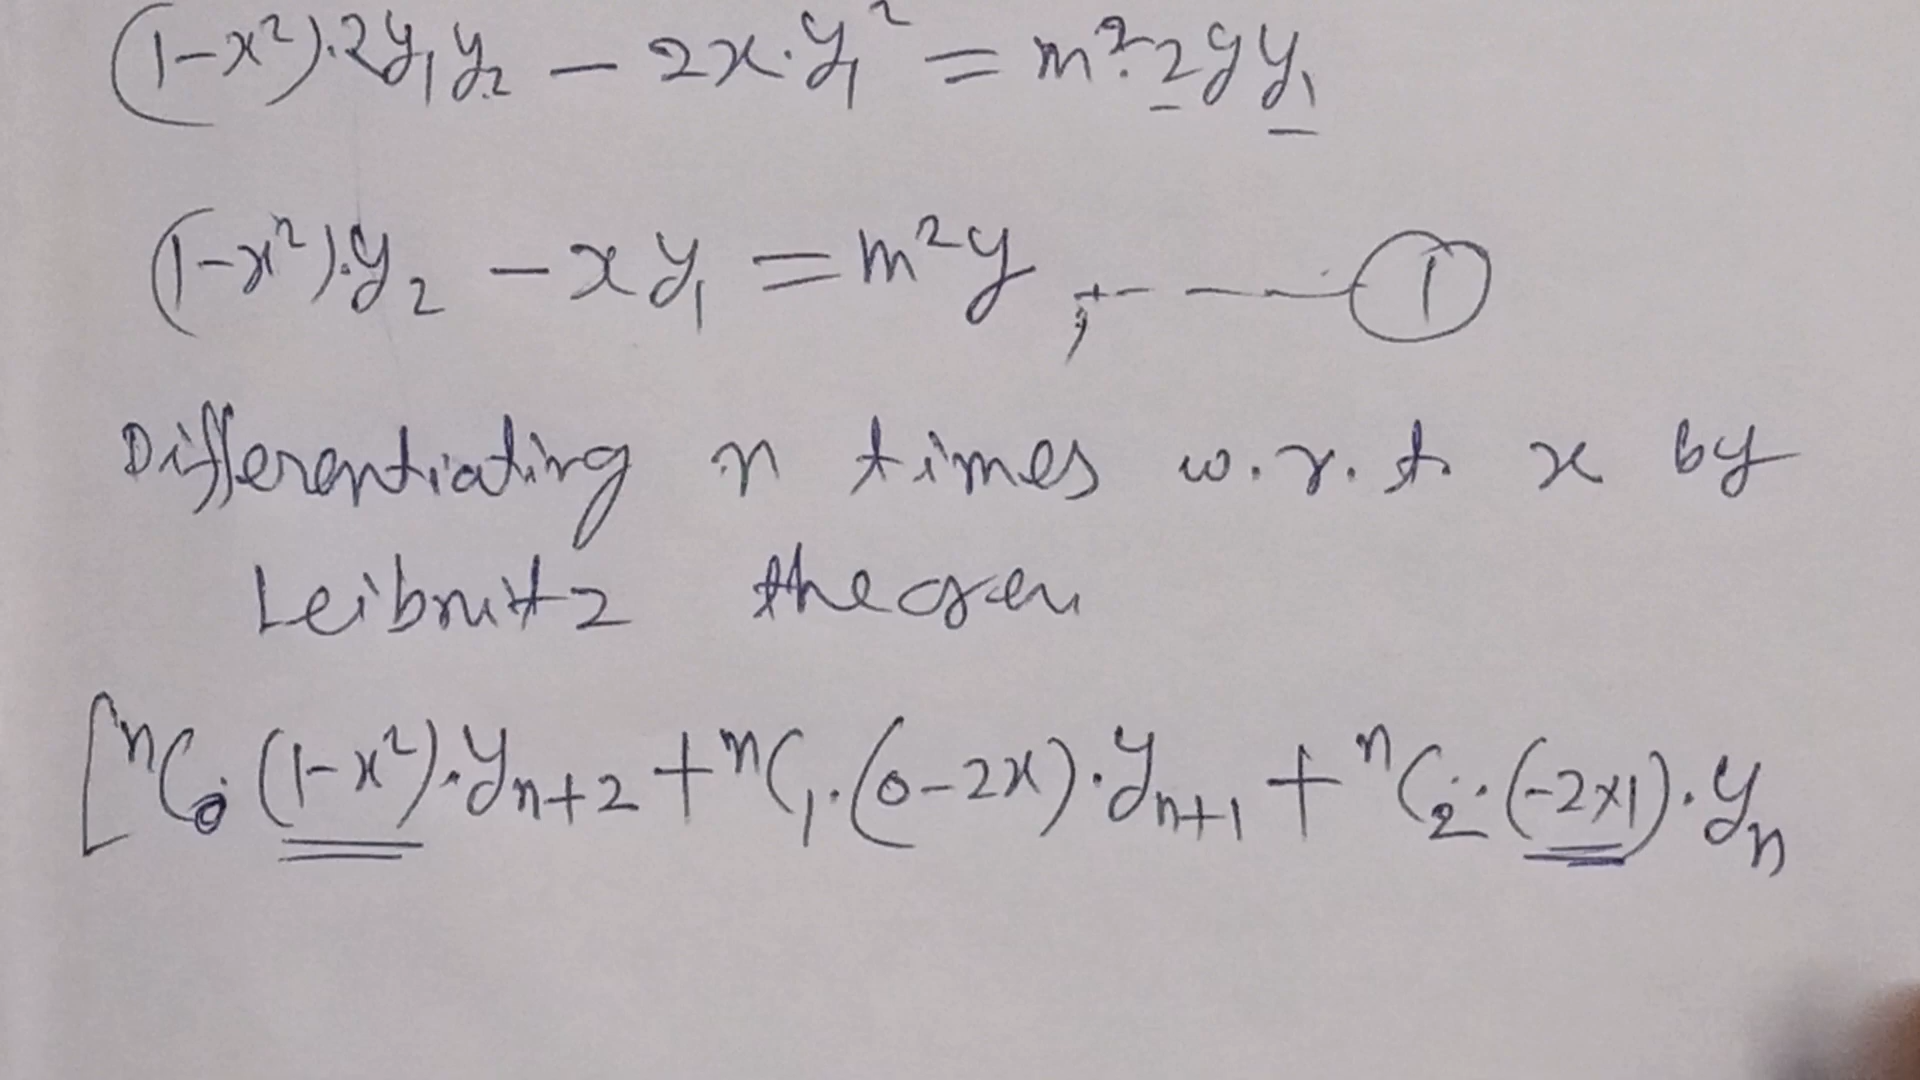 (1-x²).2y₁y₂ - 2x.y₁² = m².2yy₁
(1-x²).y₂ - xy₁ = m²y, ------ ①
Differentiating n times w.r.t. x by
Leibnitz theorem
[ⁿC₀.(1-x²).yₙ₊₂ + ⁿC₁.(0-2x).yₙ₊₁ + ⁿC₂.(-2×1).yₙ